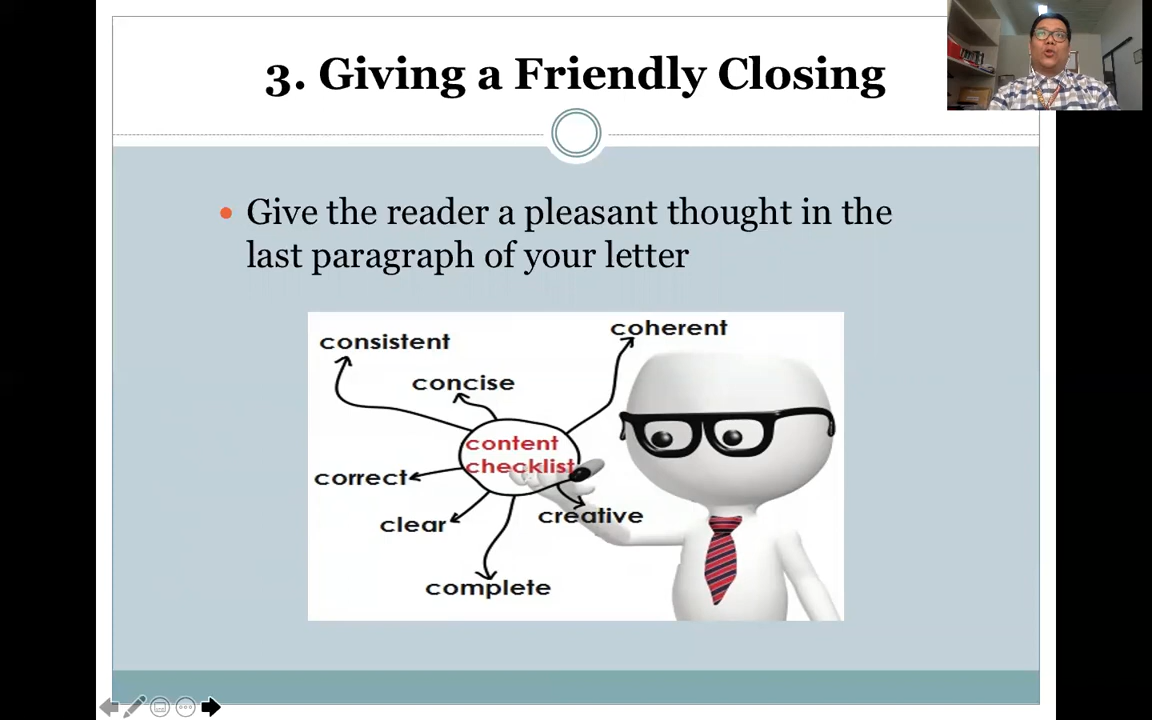 3. Giving a Friendly Closing
• Give the reader a pleasant thought in the
last paragraph of your letter
coherent
consistent
concise
content
checklist
correct
creative
clear
complete